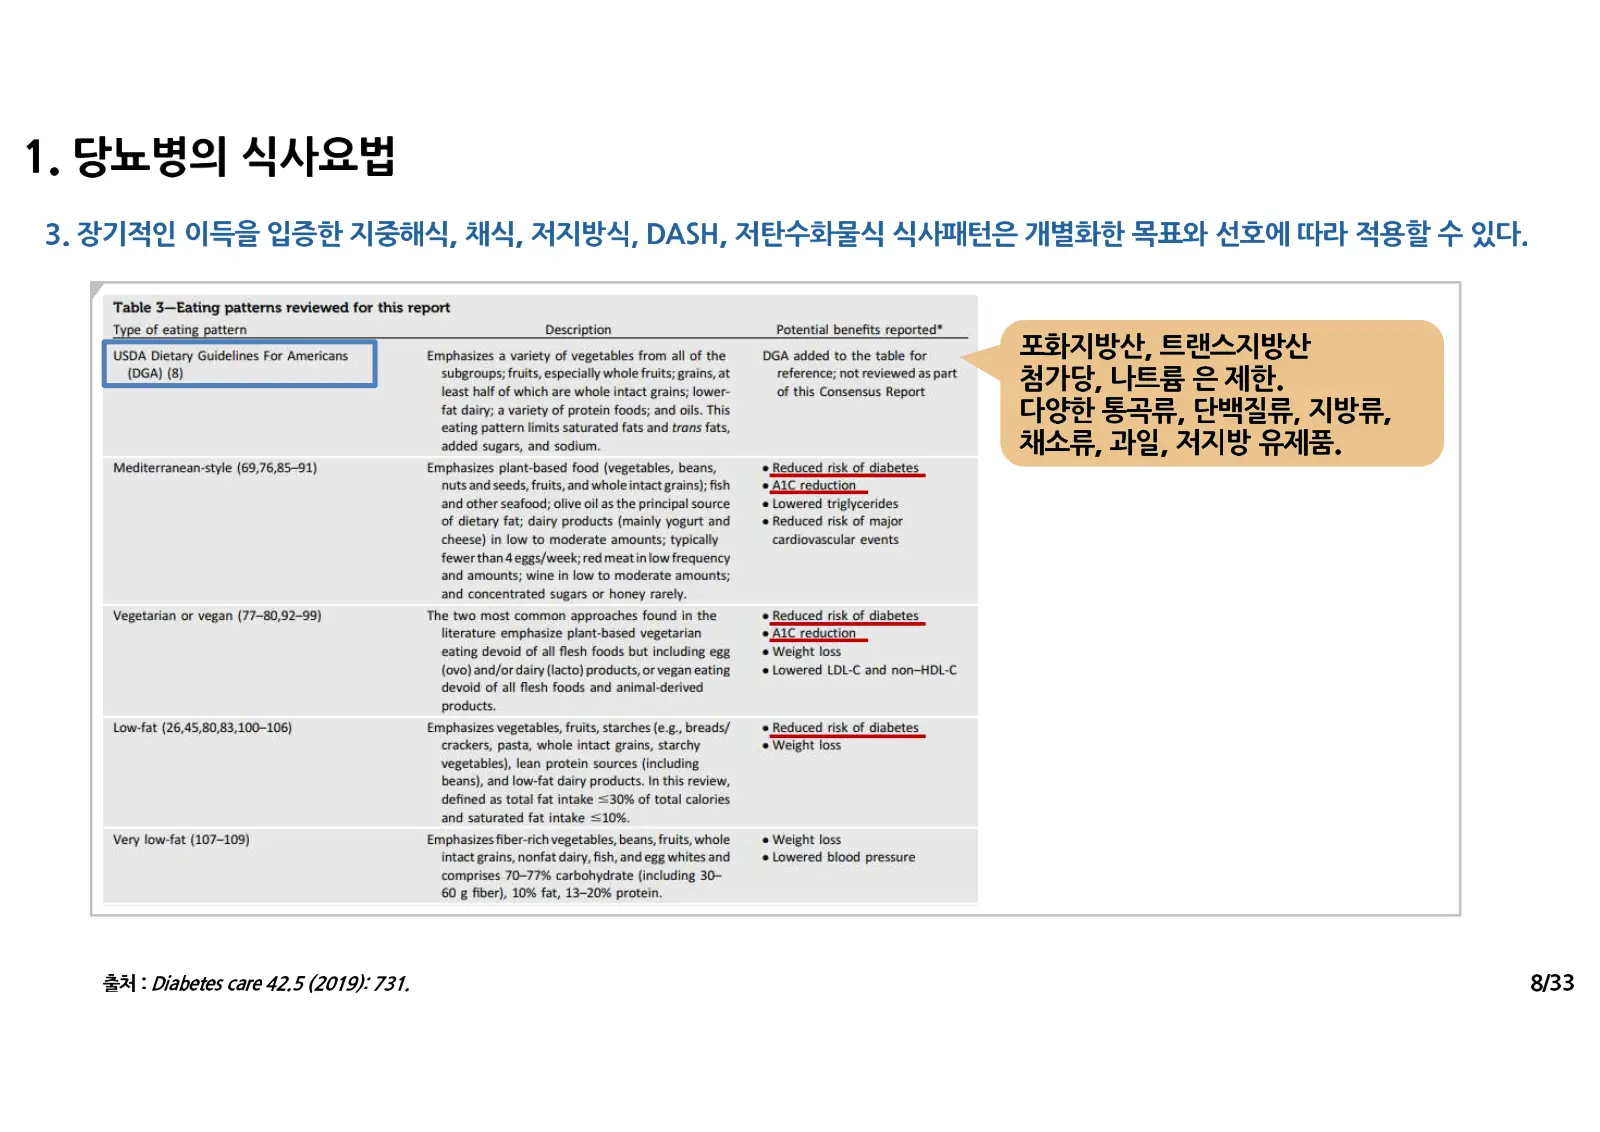 1. 당뇨병의 식사요법
3. 장기적인 이득을 입증한 지중해식, 채식, 저지방식, DASH, 저탄수화물식 식사패턴은 개별화한 목표와 선호에 따라 적용할 수 있다.
Table 3—Eating patterns reviewed for this report
Type of eating pattern Description Potential benefits reported*
USDA Dietary Guidelines For Americans
(DGA) (8)
Emphasizes a variety of vegetables from all of the
subgroups; fruits, especially whole fruits; grains, at
least half of which are whole intact grains; lower-
fat dairy; a variety of protein foods; and oils. This
eating pattern limits saturated fats and trans fats,
added sugars, and sodium.
DGA added to the table for
reference; not reviewed as part
of this Consensus Report
Mediterranean-style (69,76,85–91)
Emphasizes plant-based food (vegetables, beans,
nuts and seeds, fruits, and whole intact grains); fish
and other seafood; olive oil as the principal source
of dietary fat; dairy products (mainly yogurt and
cheese) in low to moderate amounts; typically
fewer than 4 eggs/week; red meat in low frequency
and amounts; wine in low to moderate amounts;
and concentrated sugars or honey rarely.
• Reduced risk of diabetes
• A1C reduction
• Lowered triglycerides
• Reduced risk of major
cardiovascular events
Vegetarian or vegan (77–80,92–99)
The two most common approaches found in the
literature emphasize plant-based vegetarian
eating devoid of all flesh foods but including egg
(ovo) and/or dairy (lacto) products, or vegan eating
devoid of all flesh foods and animal-derived
products.
• Reduced risk of diabetes
• A1C reduction
• Weight loss
• Lowered LDL-C and non–HDL-C
Low-fat (26,45,80,83,100–106)
Emphasizes vegetables, fruits, starches (e.g., breads/
crackers, pasta, whole intact grains, starchy
vegetables), lean protein sources (including
beans), and low-fat dairy products. In this review,
defined as total fat intake ≤30% of total calories
and saturated fat intake ≤10%.
• Reduced risk of diabetes
• Weight loss
Very low-fat (107–109)
Emphasizes fiber-rich vegetables, beans, fruits, whole
intact grains, nonfat dairy, fish, and egg whites and
comprises 70–77% carbohydrate (including 30–
60 g fiber), 10% fat, 13–20% protein.
• Weight loss
• Lowered blood pressure
포화지방산, 트랜스지방산
첨가당, 나트륨 은 제한.
다양한 통곡류, 단백질류, 지방류,
채소류, 과일, 저지방 유제품.
출처 : Diabetes care 42.5 (2019): 731.
8/33